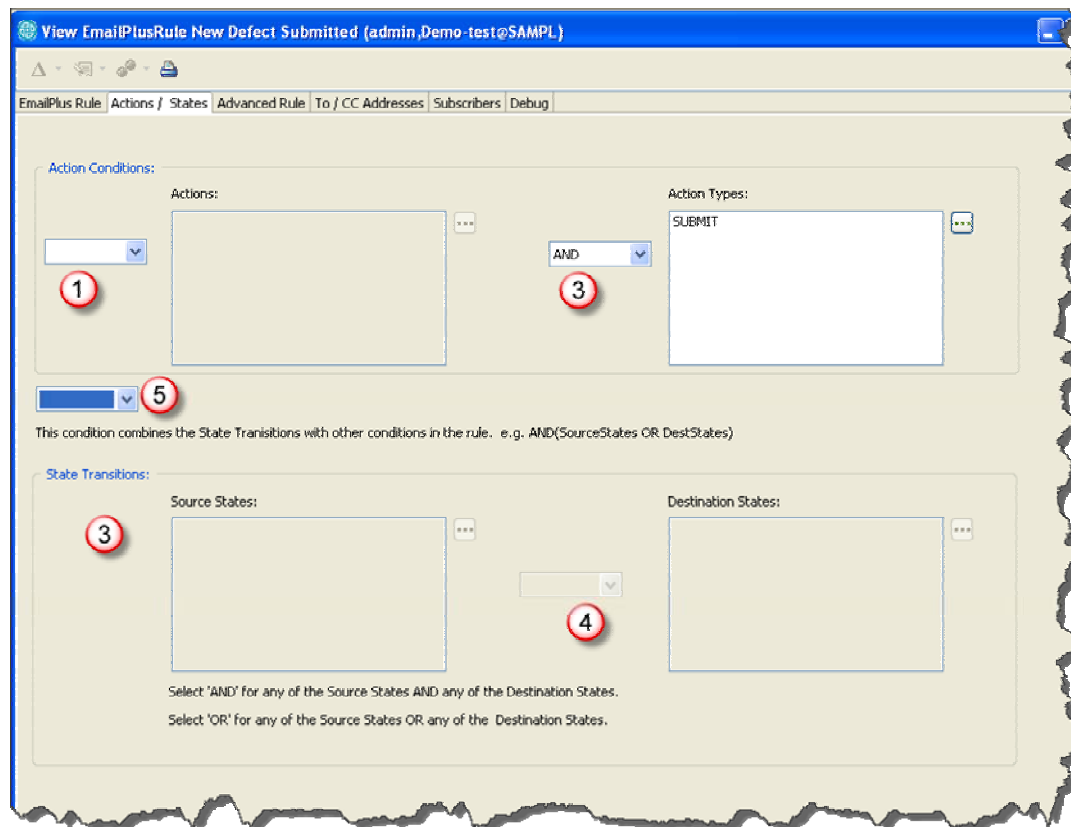 View EmailPlusRule New Defect Submitted (admin,Demo-test@SAMPL)
EmailPlus Rule Actions / States Advanced Rule To / CC Addresses Subscribers Debug
Action Conditions:
Actions:
Action Types:
SUBMIT
AND
1
3
5
This condition combines the State Tranisitions with other conditions in the rule. e.g. AND(SourceStates OR DestStates)
State Transitions:
Source States:
Destination States:
3
4
Select 'AND' for any of the Source States AND any of the Destination States.
Select 'OR' for any of the Source States OR any of the Destination States.